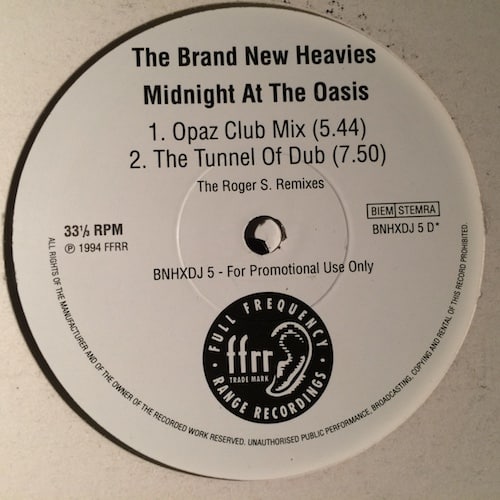 The Brand New Heavies
Midnight At The Oasis
1. Opaz Club Mix (5.44)
2. The Tunnel Of Dub (7.50)
The Roger S. Remixes
33⅓ RPM
℗ 1994 FFRR
BIEM STEMRA
BNHXDJ 5 D*
BNHXDJ 5 - For Promotional Use Only
· FULL FREQUENCY ·
ffrr
TRADE MARK
RANGE RECORDINGS
ALL RIGHTS OF THE MANUFACTURER AND OF THE OWNER OF THE RECORDED WORK RESERVED. UNAUTHORISED PUBLIC PERFORMANCE, BROADCASTING, COPYING AND RENTAL OF THIS RECORD PROHIBITED.